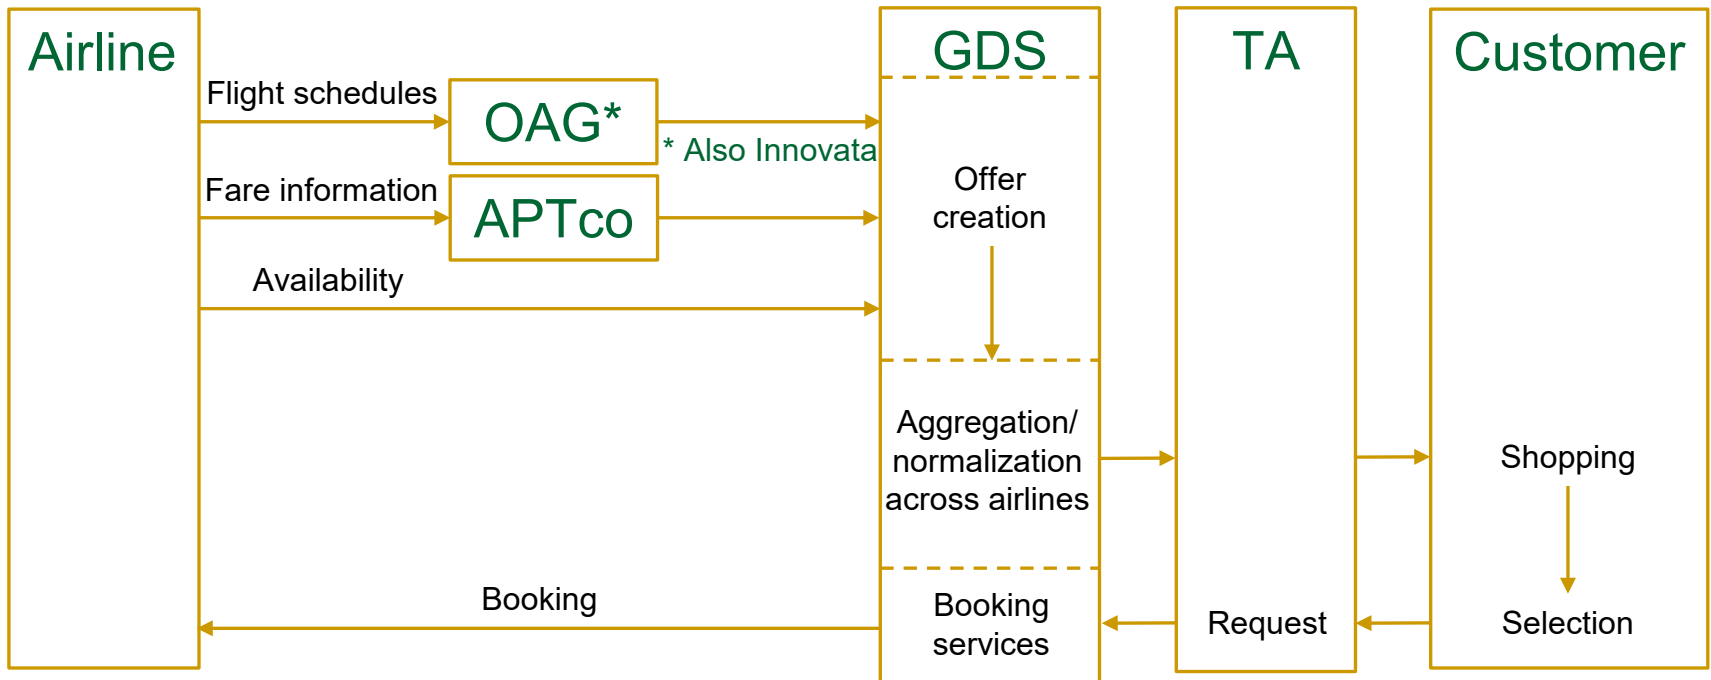 Airline
GDS
TA
Customer
Flight schedules
OAG*
* Also Innovata
Fare information
APTco
Offer
creation
Availability
Aggregation/
normalization
across airlines
Shopping
Booking
Booking
services
Request
Selection